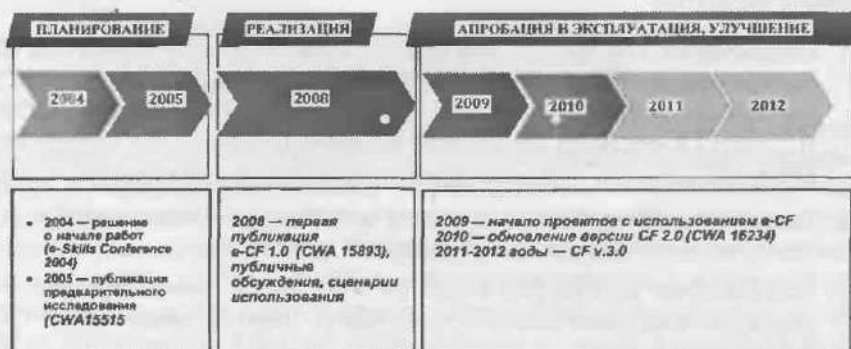 ПЛАНИРОВАНИЕ
РЕАЛИЗАЦИЯ
АПРОБАЦИЯ И ЭКСПЛУАТАЦИЯ, УЛУЧШЕНИЕ
2004
2005
2008
2009
2010
2011
2012
• 2004 — решение
о начале работ
(e-Skills Conference
2004)
• 2005 — публикация
предварительного
исследования
(CWA15515
2008 — первая
публикация
e-CF 1.0 (CWA 15893),
публичные
обсуждения, сценарии
использования
2009 — начало проектов с использованием e-CF
2010 — обновление версии CF 2.0 (CWA 16234)
2011-2012 годы — CF v.3.0